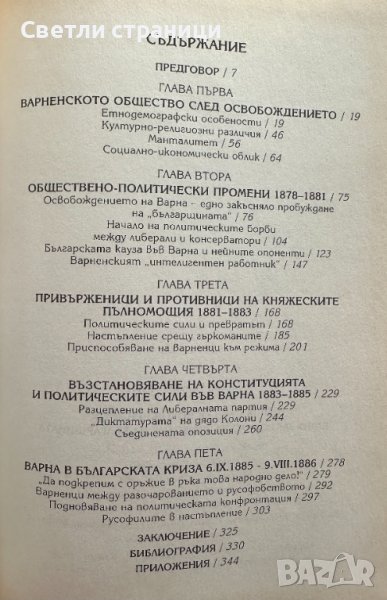 Светли страници
СЪДЪРЖАНИЕ
ПРЕДГОВОР / 7
ГЛАВА ПЪРВА
ВАРНЕНСКОТО ОБЩЕСТВО СЛЕД ОСВОБОЖДЕНИЕТО / 19
Етнодемографски особености / 19
Културно-религиозни различия / 46
Манталитет / 56
Социално-икономически облик / 64
ГЛАВА ВТОРА
ОБЩЕСТВЕНО-ПОЛИТИЧЕСКИ ПРОМЕНИ 1878-1881 / 75
Освобождението на Варна - едно закъсняло пробуждане
на „българщината" / 76
Начало на политическите борби
между либерали и консерватори / 104
Българската кауза във Варна и нейните опоненти / 123
Варненският „интелигентен работник" / 147
ГЛАВА ТРЕТА
ПРИВЪРЖЕНИЦИ И ПРОТИВНИЦИ НА КНЯЖЕСКИТЕ
ПЪЛНОМОЩИЯ 1881-1883 / 168
Политическите сили и превратът / 168
Настъпление срещу гъркоманите / 185
Приспособяване на Варненци към режима / 201
ГЛАВА ЧЕТВЪРТА
ВЪЗСТАНОВЯВАНЕ НА КОНСТИТУЦИЯТА
И ПОЛИТИЧЕСКИТЕ СИЛИ ВЪВ ВАРНА 1883-1885 / 229
Разцепление на Либералната партия / 229
„Диктатурата" на дядо Колони / 244
Съединената опозиция / 260
ГЛАВА ПЕТА
ВАРНА В БЪЛГАРСКАТА КРИЗА 6.IX.1885 - 9.VIII.1886 / 278
„Да подкрепим с оръжие в ръка това народно дело!" / 279
Варненци между разочарованието и русофобството / 292
Подновяване на политическата конфронтация / 297
Русофилите в настъпление / 303
ЗАКЛЮЧЕНИЕ / 325
БИБЛИОГРАФИЯ / 330
ПРИЛОЖЕНИЯ / 344
BAZAR